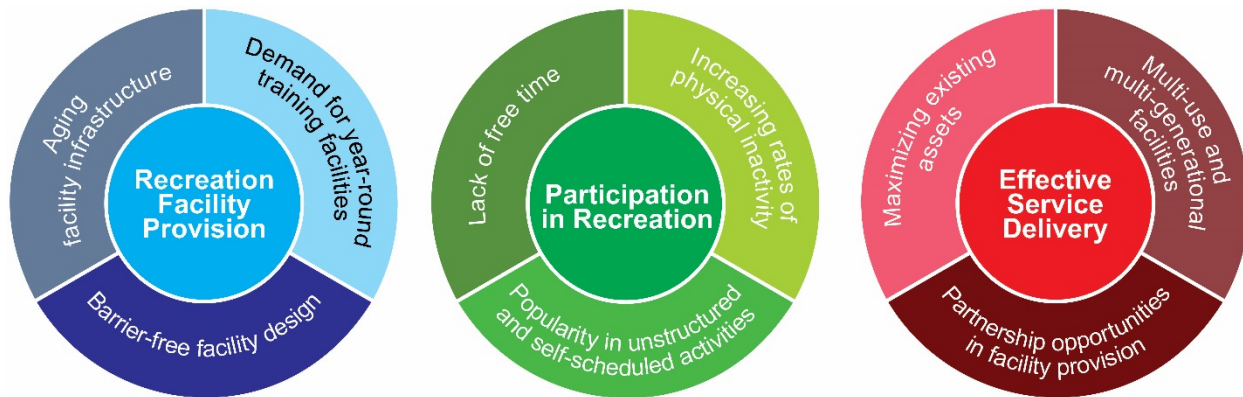 Aging
facility infrastructure
Demand for year-round
training facilities
Recreation
Facility
Provision
Barrier-free facility design
Lack of free time
Increasing rates of
physical inactivity
Participation
in Recreation
Popularity in unstructured
and self-scheduled activities
Maximizing existing
assets
Multi-use and
multi-generational
facilities
Effective
Service
Delivery
Partnership opportunities
in facility provision